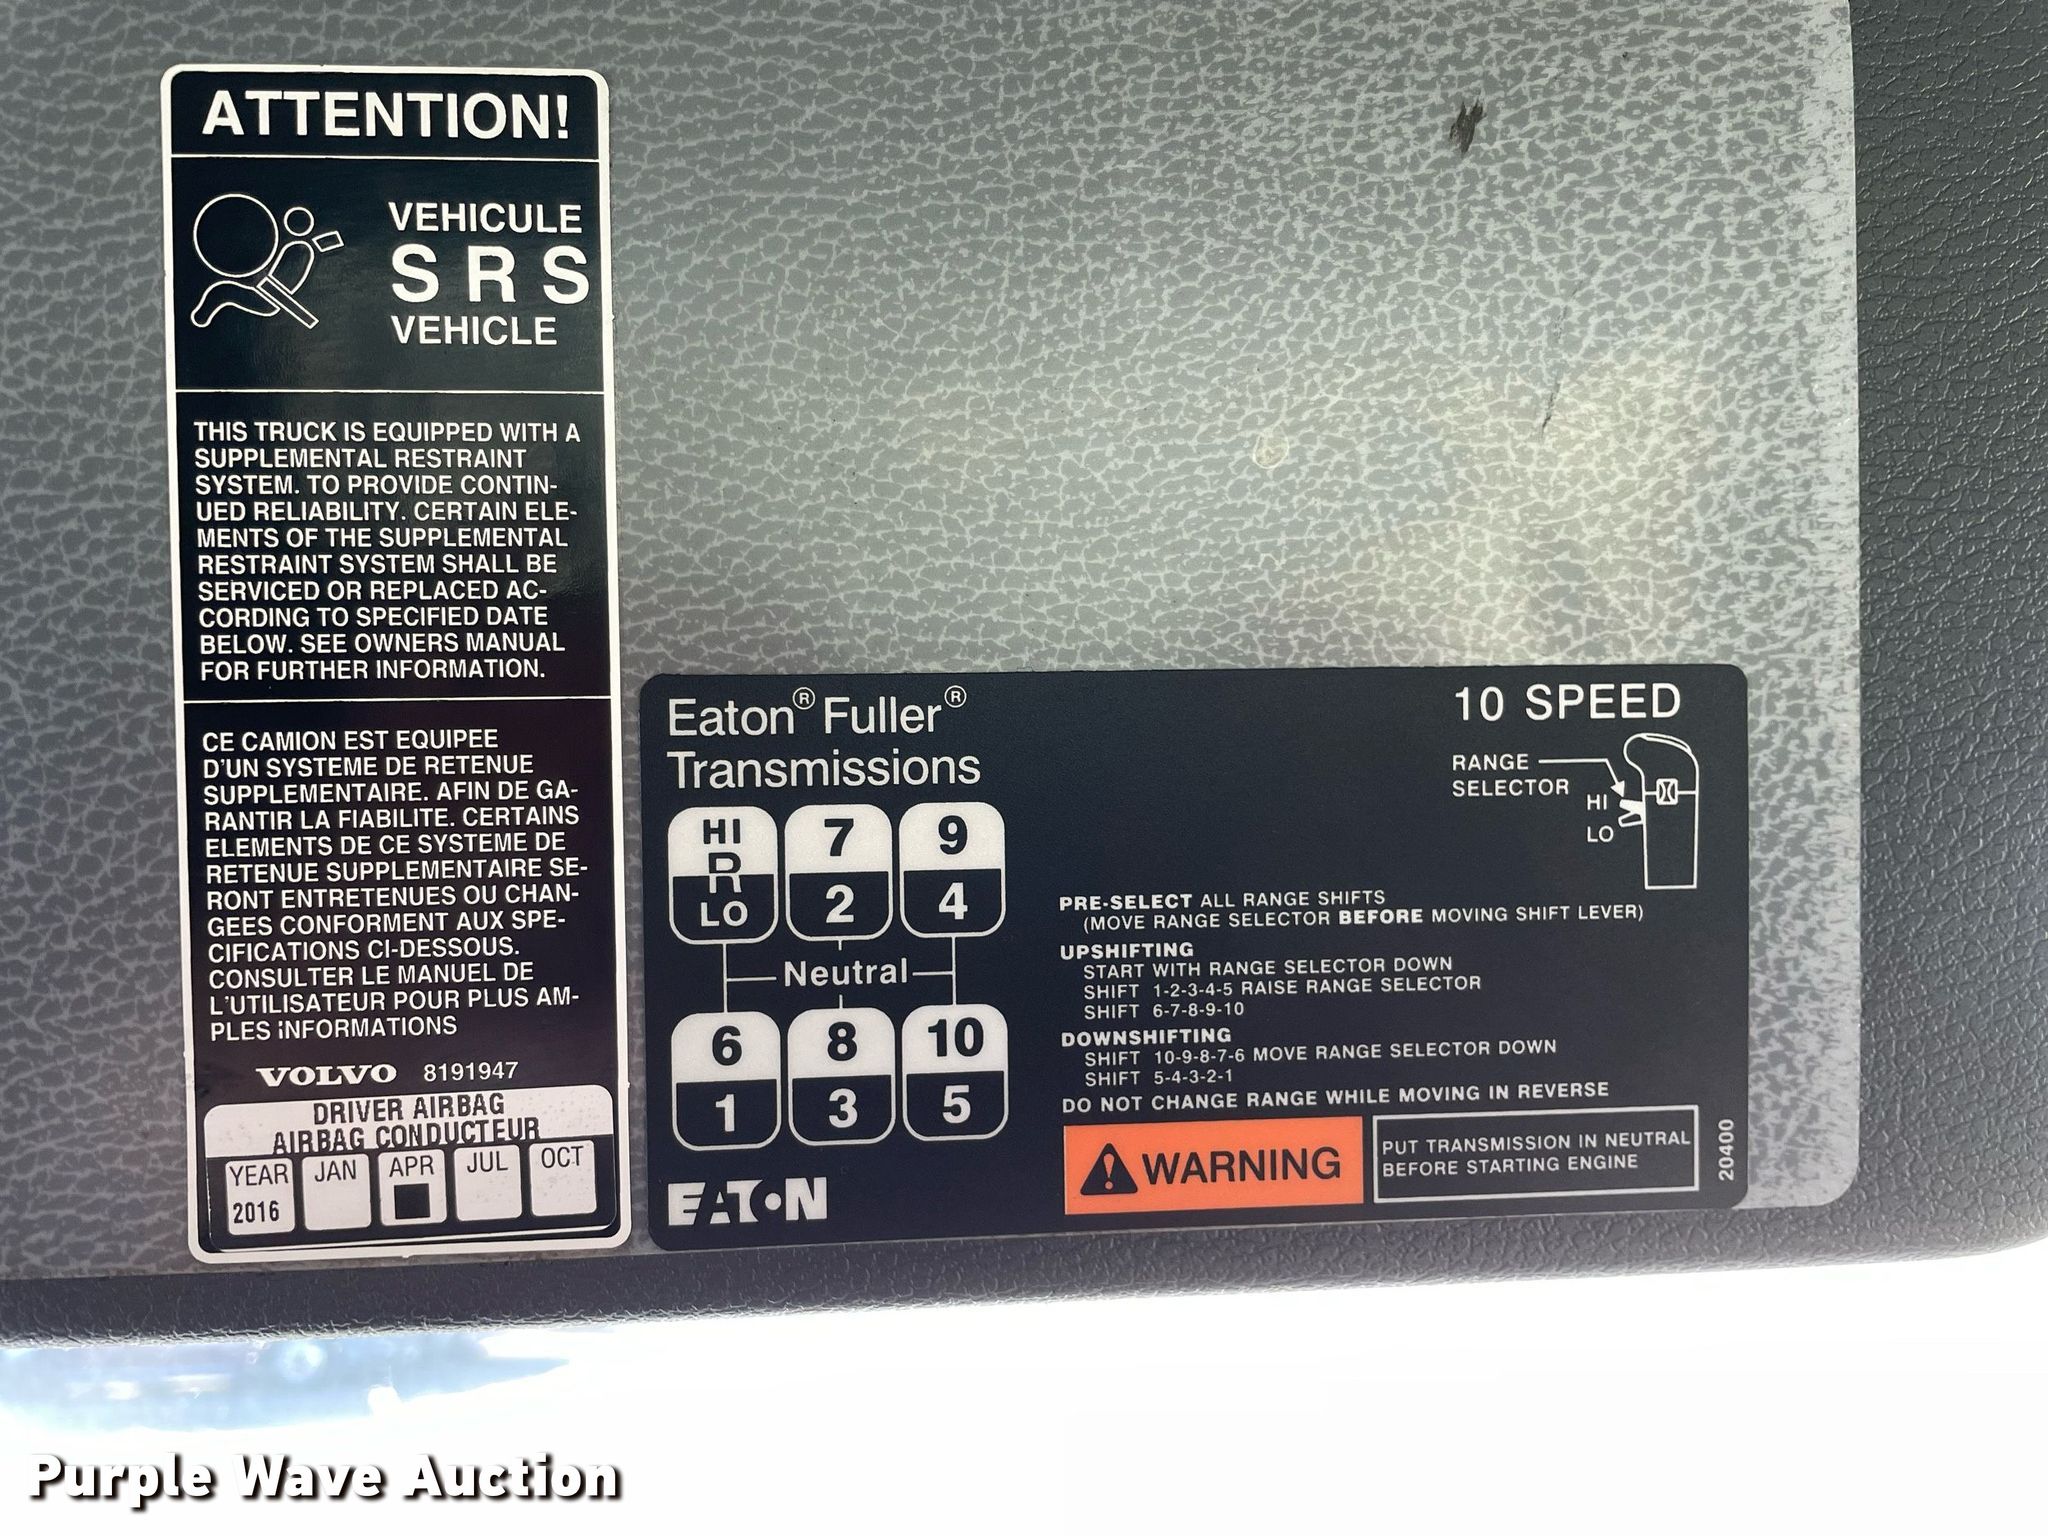 ATTENTION!
VEHICULE
S R S
VEHICLE
THIS TRUCK IS EQUIPPED WITH A
SUPPLEMENTAL RESTRAINT
SYSTEM. TO PROVIDE CONTIN-
UED RELIABILITY. CERTAIN ELE-
MENTS OF THE SUPPLEMENTAL
RESTRAINT SYSTEM SHALL BE
SERVICED OR REPLACED AC-
CORDING TO SPECIFIED DATE
BELOW. SEE OWNERS MANUAL
FOR FURTHER INFORMATION.
CE CAMION EST EQUIPEE
D'UN SYSTEME DE RETENUE
SUPPLEMENTAIRE. AFIN DE GA-
RANTIR LA FIABILITE. CERTAINS
ELEMENTS DE CE SYSTEME DE
RETENUE SUPPLEMENTAIRE SE-
RONT ENTRETENUES OU CHAN-
GEES CONFORMENT AUX SPE-
CIFICATIONS CI-DESSOUS.
CONSULTER LE MANUEL DE
L'UTILISATEUR POUR PLUS AM-
PLES iNFORMATIONS
VOLVO 8191947
DRIVER AIRBAG
AIRBAG CONDUCTEUR
YEAR JAN APR JUL OCT
2016
Eaton® Fuller®
Transmissions
10 SPEED
RANGE
SELECTOR
HI
LO
HI 7 9
R
LO 2 4
Neutral
6 8 10
1 3 5
PRE-SELECT ALL RANGE SHIFTS
(MOVE RANGE SELECTOR BEFORE MOVING SHIFT LEVER)
UPSHIFTING
START WITH RANGE SELECTOR DOWN
SHIFT 1-2-3-4-5 RAISE RANGE SELECTOR
SHIFT 6-7-8-9-10
DOWNSHIFTING
SHIFT 10-9-8-7-6 MOVE RANGE SELECTOR DOWN
SHIFT 5-4-3-2-1
DO NOT CHANGE RANGE WHILE MOVING IN REVERSE
WARNING
PUT TRANSMISSION IN NEUTRAL
BEFORE STARTING ENGINE
20400
EATON
Purple Wave Auction